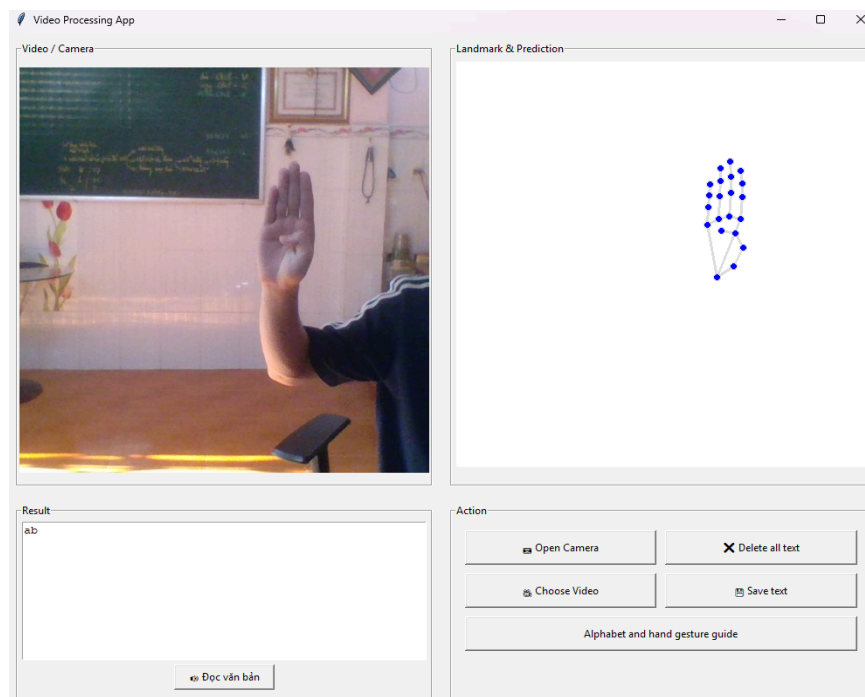 Video Processing App
Video / Camera
Landmark & Prediction
Result
ab
Đọc văn bản
Action
Open Camera
Delete all text
Choose Video
Save text
Alphabet and hand gesture guide